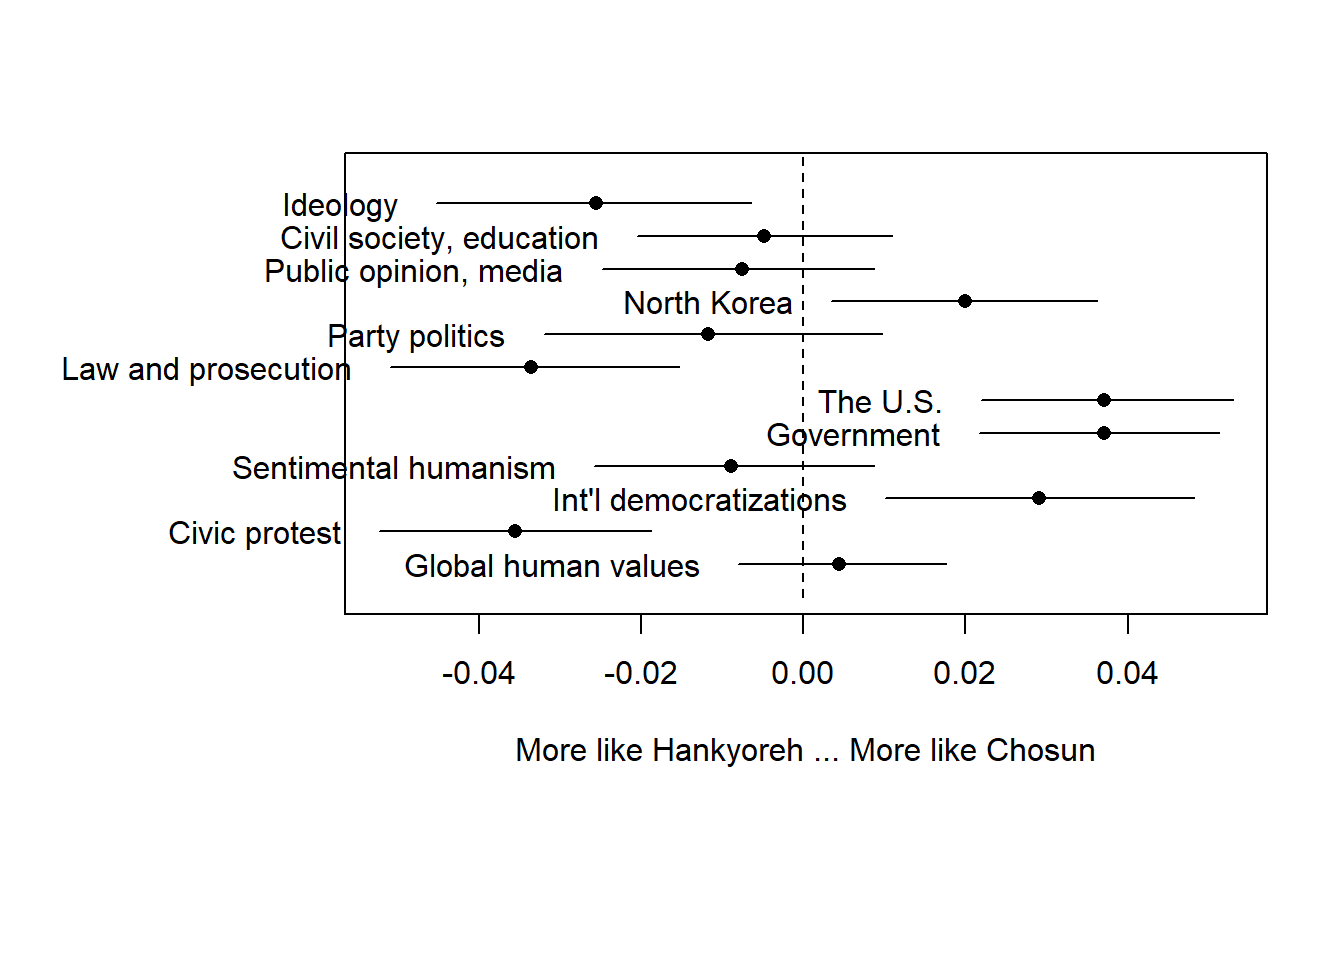 Ideology
Civil society, education
Public opinion, media
North Korea
Party politics
Law and prosecution
The U.S.
Government
Sentimental humanism
Int'l democratizations
Civic protest
Global human values
-0.04 -0.02 0.00 0.02 0.04
More like Hankyoreh ... More like Chosun